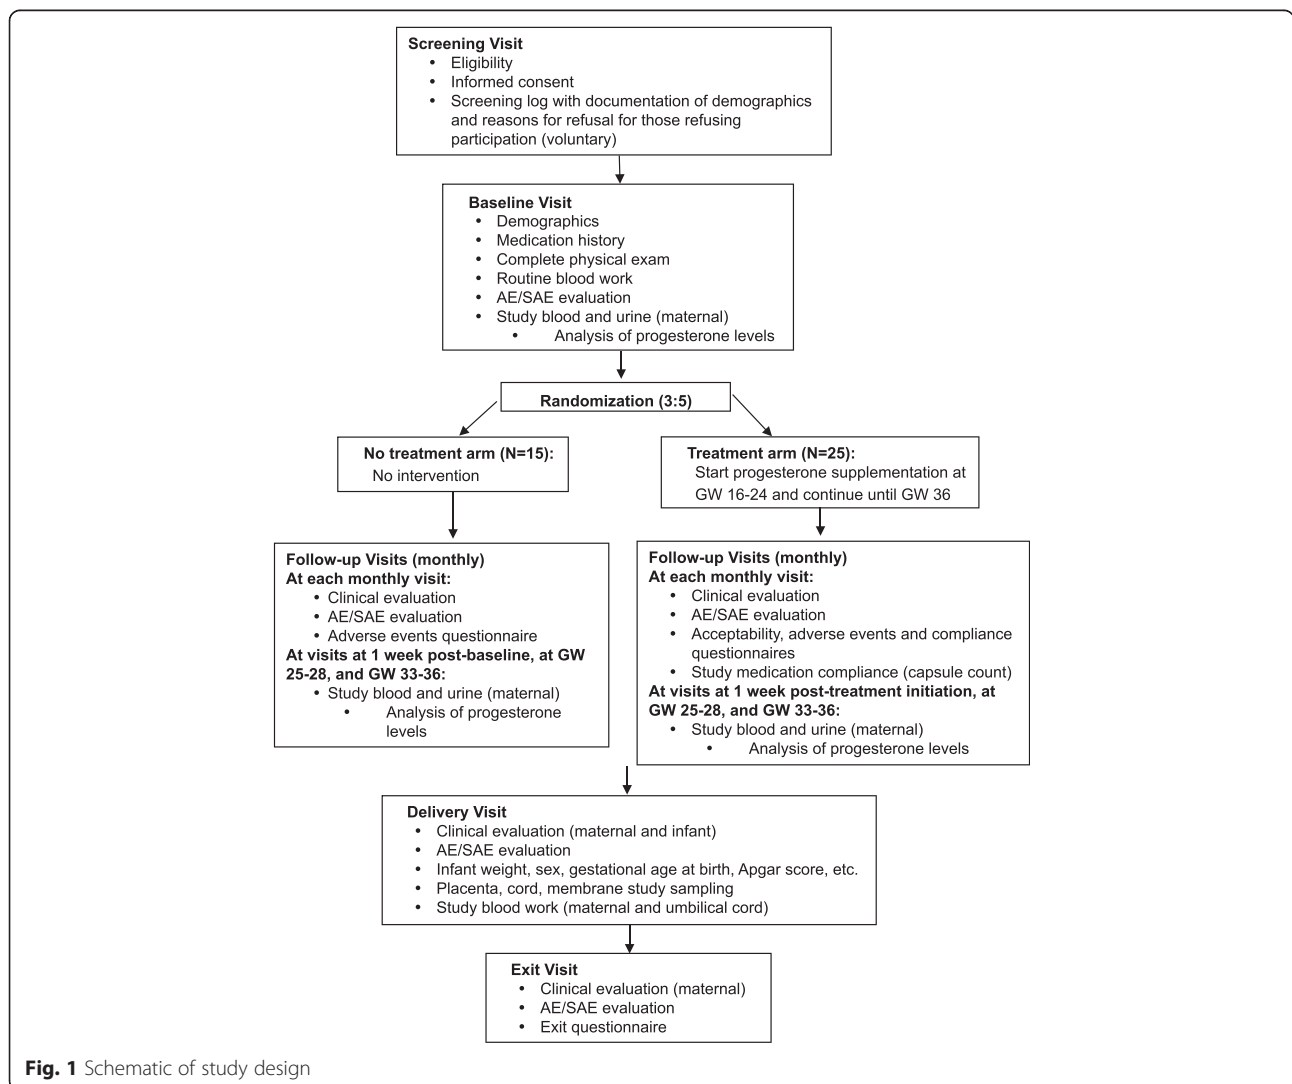 Screening Visit
• Eligibility
• Informed consent
• Screening log with documentation of demographics
and reasons for refusal for those refusing
participation (voluntary)
Baseline Visit
• Demographics
• Medication history
• Complete physical exam
• Routine blood work
• AE/SAE evaluation
• Study blood and urine (maternal)
• Analysis of progesterone levels
Randomization (3:5)
No treatment arm (N=15):
No intervention
Treatment arm (N=25):
Start progesterone supplementation at
GW 16-24 and continue until GW 36
Follow-up Visits (monthly)
At each monthly visit:
• Clinical evaluation
• AE/SAE evaluation
• Adverse events questionnaire
At visits at 1 week post-baseline, at GW
25-28, and GW 33-36:
• Study blood and urine (maternal)
• Analysis of progesterone
levels
Follow-up Visits (monthly)
At each monthly visit:
• Clinical evaluation
• AE/SAE evaluation
• Acceptability, adverse events and compliance
questionnaires
• Study medication compliance (capsule count)
At visits at 1 week post-treatment initiation, at
GW 25-28, and GW 33-36:
• Study blood and urine (maternal)
• Analysis of progesterone levels
Delivery Visit
• Clinical evaluation (maternal and infant)
• AE/SAE evaluation
• Infant weight, sex, gestational age at birth, Apgar score, etc.
• Placenta, cord, membrane study sampling
• Study blood work (maternal and umbilical cord)
Exit Visit
• Clinical evaluation (maternal)
• AE/SAE evaluation
• Exit questionnaire
Fig. 1 Schematic of study design